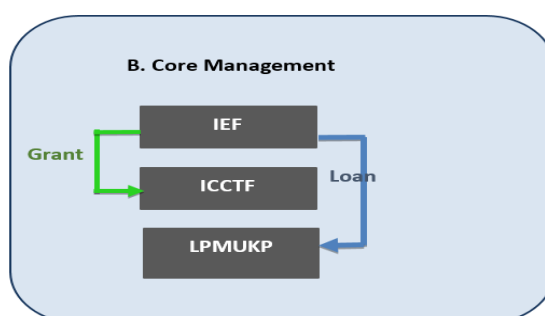 B. Core Management
IEF
Grant
ICCTF
Loan
LPMUKP